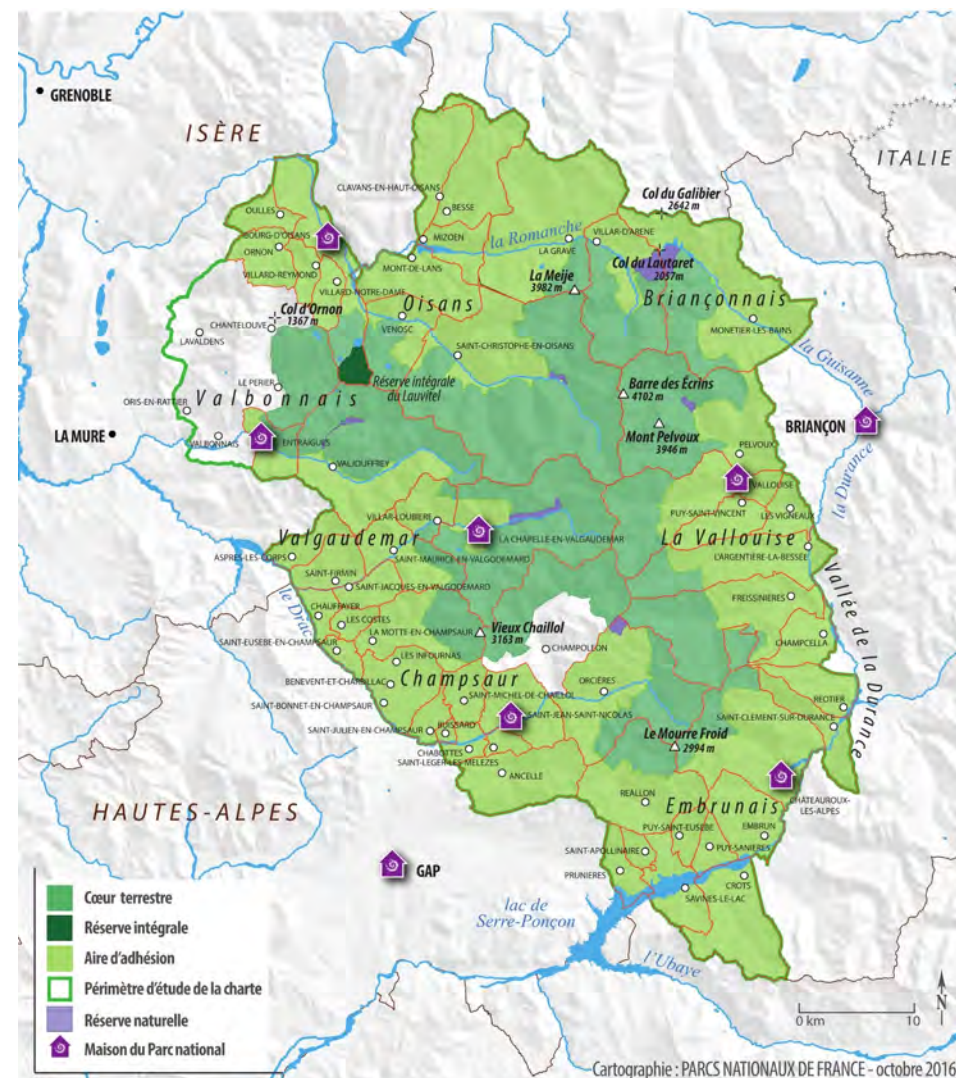 GRENOBLE
ISÈRE
ITALIE
CLAVANS-EN-HAUT-OISANS
BESSE
Col du Galibier
2642 m
OULLES
BOURG-D'OISANS
MIZOEN
la Romanche
VILLAR-D'ARENE
ORNON
LA GRAVE
MONT-DE-LANS
Col du Lautaret
2057m
VILLARD-REYMOND
La Meije
3982 m
VILLARD-NOTRE-DAME
Oisans
Briançonnais
Col d'Ornon
1367 m
CHANTELOUVE
VENOSC
MONETIER-LES-BAINS
LAVALDENS
SAINT-CHRISTOPHE-EN-OISANS
la Guisanne
Réserve intégrale
du Lauvitel
LE PERIER
Valbonnais
Barre des Écrins
4102 m
ORIS-EN-RATTIER
LA MURE
VALBONNAIS
ENTRAIGUES
Mont Pelvoux
3946 m
BRIANÇON
PELVOUX
VALJOUFFREY
la Durance
VALLOUISE
PUY-SAINT-VINCENT
LES VIGNEAUX
VILLAR-LOUBIERE
Valgaudemar
LA CHAPELLE-EN-VALGAUDEMAR
La Vallouise
ASPRES-LES-CORPS
SAINT-MAURICE-EN-VALGODEMARD
L'ARGENTIÈRE-LA-BESSÉE
SAINT-FIRMIN
SAINT-JACQUES-EN-VALGODEMARD
le Drac
FREISSINIERES
Vallée de la Durance
CHAUFFAYER
LES COSTES
Vieux Chaillol
3163 m
SAINT-EUSEBE-EN-CHAMPSAUR
LA MOTTE-EN-CHAMPSAUR
CHAMPOLEON
CHAMPCELLA
LES INFOURNAS
Champsaur
BENEVENT-ET-CHARBILLAC
ORCIÈRES
SAINT-MICHEL-DE-CHAILLOL
SAINT-BONNET-EN-CHAMPSAUR
REOTIER
SAINT-JEAN-SAINT-NICOLAS
SAINT-CLEMENT-SUR-DURANCE
SAINT-JULIEN-EN-CHAMPSAUR
BUISSARD
Le Mourre Froid
2994 m
CHABOTTES
SAINT-LEGER-LES-MELEZES
ANCELLE
REALLON
Embrunais
CHÂTEAUROUX-
LES-ALPES
HAUTES-ALPES
PUY-SAINT-EUSEBE
EMBRUN
SAINT-APOLLINAIRE
PUY-SANIERES
PRUNIERES
GAP
CROTS
SAVINES-LE-LAC
lac de
Serre-Ponçon
l'Ubaye
Cœur terrestre
Réserve intégrale
Aire d'adhésion
Périmètre d'étude de la charte
Réserve naturelle
Maison du Parc national
N
0 km 10
Cartographie : PARCS NATIONAUX DE FRANCE - octobre 2016